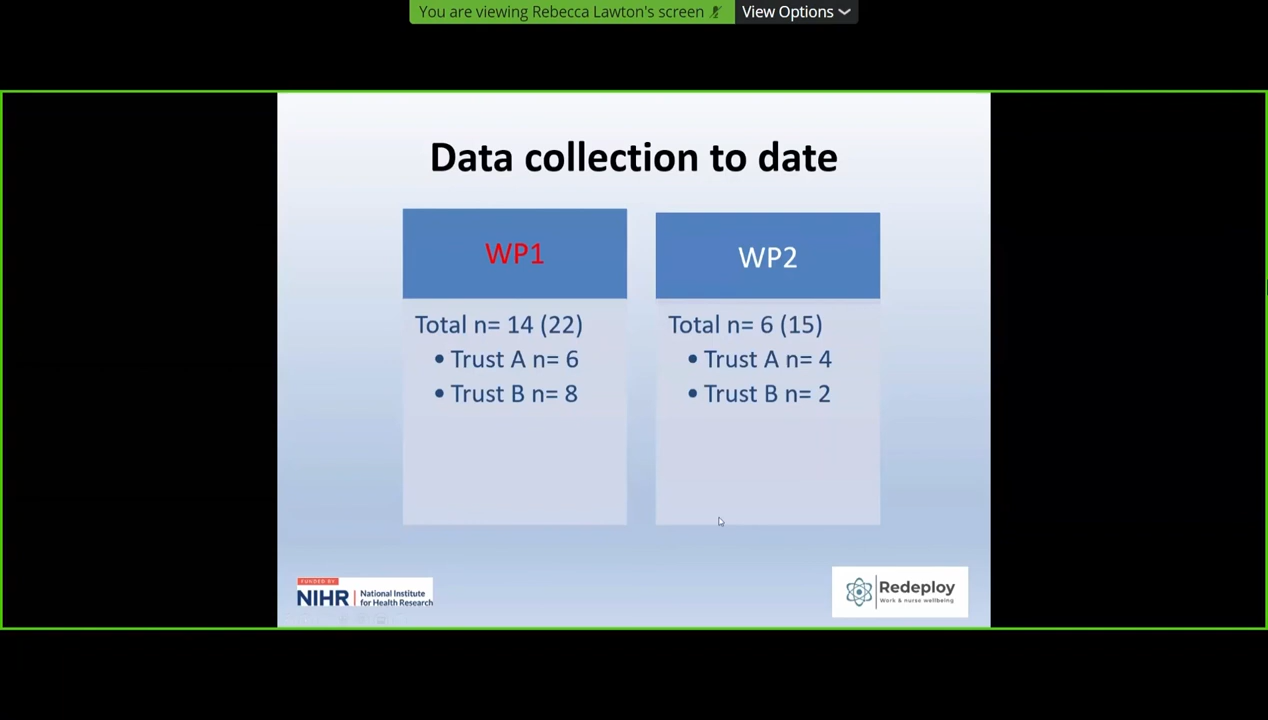 You are viewing Rebecca Lawton's screen
View Options
Data collection to date
WP1
Total n= 14 (22)
• Trust A n= 6
• Trust B n= 8
WP2
Total n= 6 (15)
• Trust A n= 4
• Trust B n= 2
FUNDED BY
NIHR | National Institute
for Health Research
Redeploy
Work & nurse wellbeing